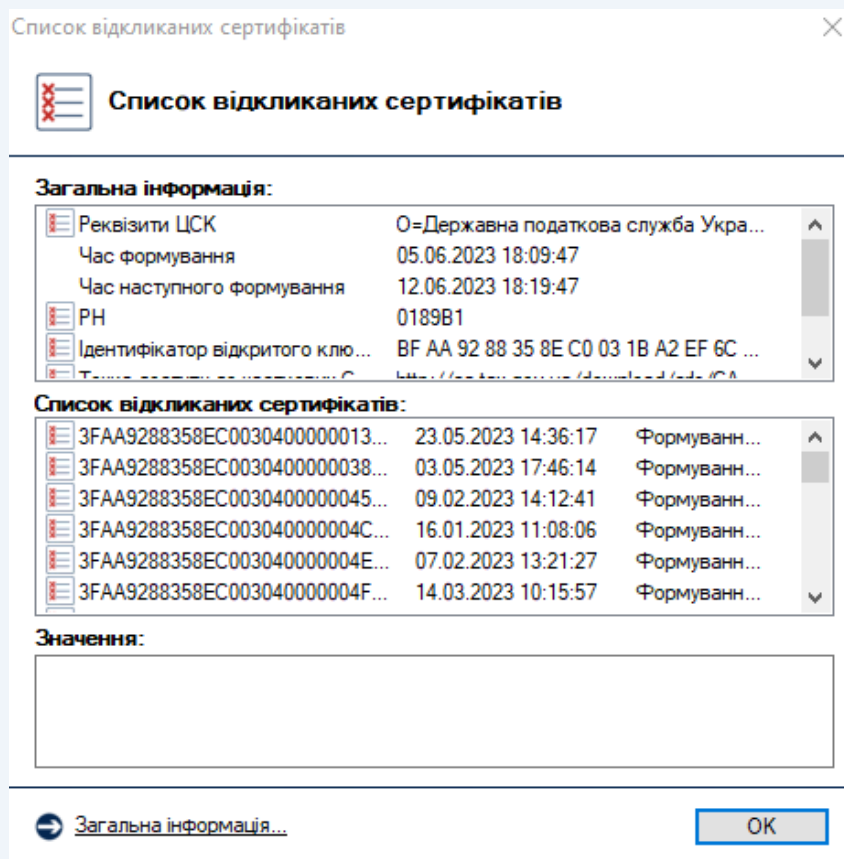 Список відкликаних сертифікатів
Список відкликаних сертифікатів
Загальна інформація:
Реквізити ЦСК О=Державна податкова служба Укра...
Час формування 05.06.2023 18:09:47
Час наступного формування 12.06.2023 18:19:47
РН 0189B1
Ідентифікатор відкритого клю... BF AA 92 88 35 8E C0 03 1B A2 EF 6C ...
Список відкликаних сертифікатів:
3FAA9288358EC0030400000013... 23.05.2023 14:36:17 Формуванн...
3FAA9288358EC0030400000038... 03.05.2023 17:46:14 Формуванн...
3FAA9288358EC0030400000045... 09.02.2023 14:12:41 Формуванн...
3FAA9288358EC003040000004C... 16.01.2023 11:08:06 Формуванн...
3FAA9288358EC003040000004E... 07.02.2023 13:21:27 Формуванн...
3FAA9288358EC003040000004F... 14.03.2023 10:15:57 Формуванн...
Значення:
Загальна інформація...
OK